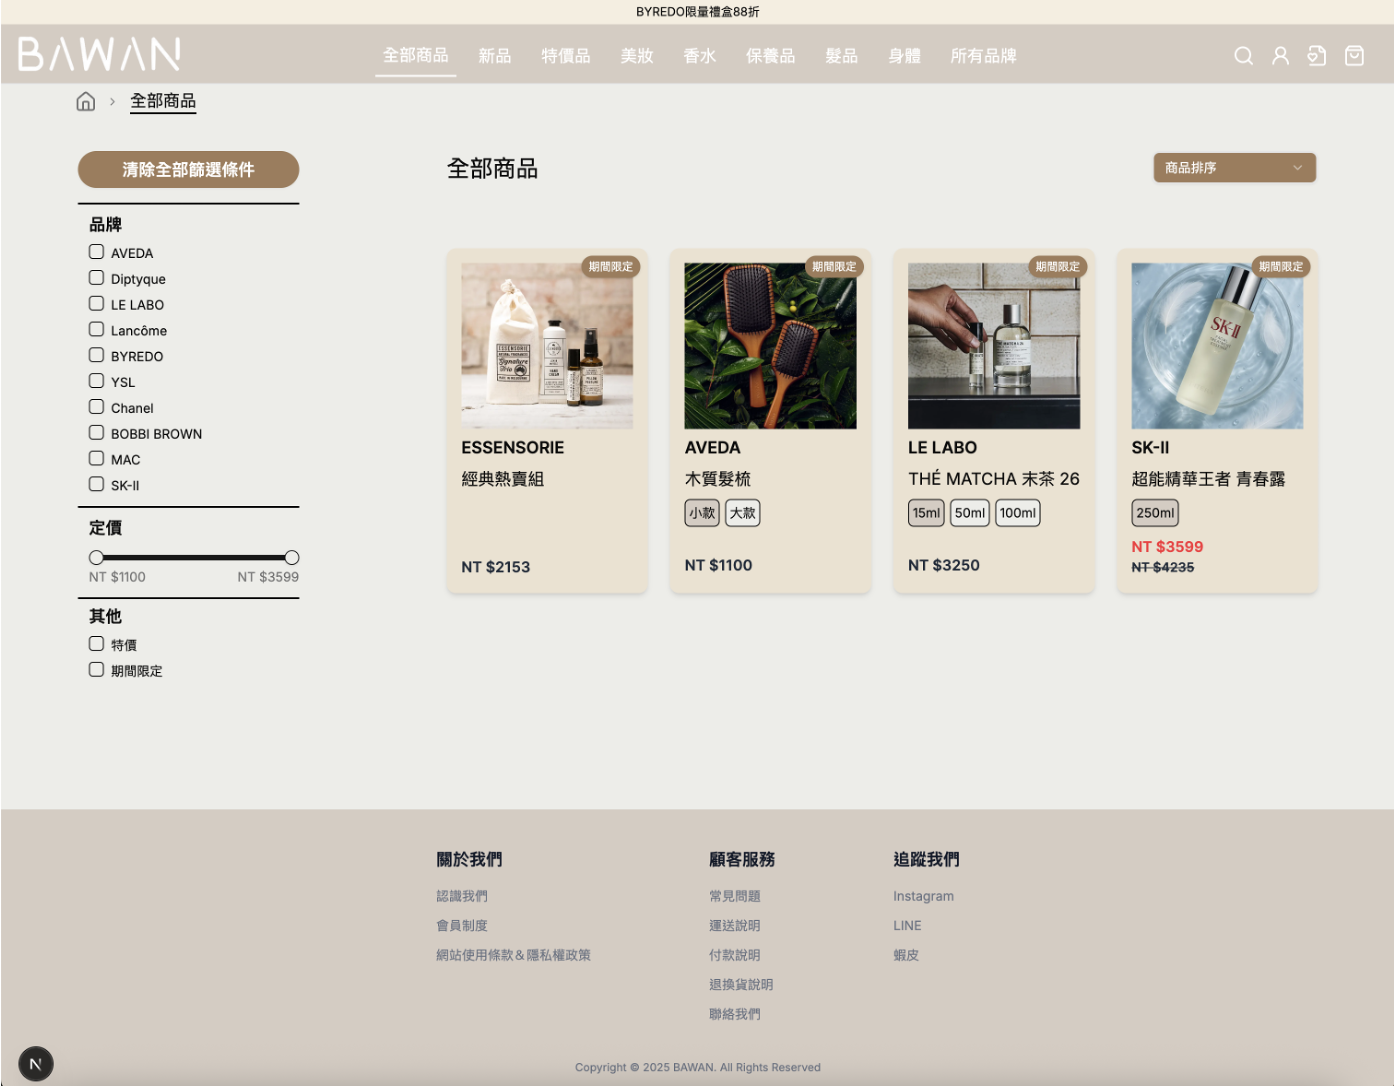 BYREDO限量禮盒88折
BAWAN
全部商品 新品 特價品 美妝 香水 保養品 髮品 身體 所有品牌
全部商品
清除全部篩選條件
品牌
AVEDA
Diptyque
LE LABO
Lancôme
BYREDO
YSL
Chanel
BOBBI BROWN
MAC
SK-II
定價
NT $1100 NT $3599
其他
特價
期間限定
全部商品
商品排序
期間限定
ESSENSORIE
Signature
ESSENSORIE
經典熱賣組
NT $2153
期間限定
AVEDA
木質髮梳
小款 大款
NT $1100
期間限定
LE LABO
THÉ MATCHA 末茶 26
15ml 50ml 100ml
NT $3250
期間限定
SK-II
SK-II
超能精華王者 青春露
250ml
NT $3599
NT $4235
關於我們
認識我們
會員制度
網站使用條款＆隱私權政策
顧客服務
常見問題
運送說明
付款說明
退換貨說明
聯絡我們
追蹤我們
Instagram
LINE
蝦皮
N
Copyright © 2025 BAWAN. All Rights Reserved